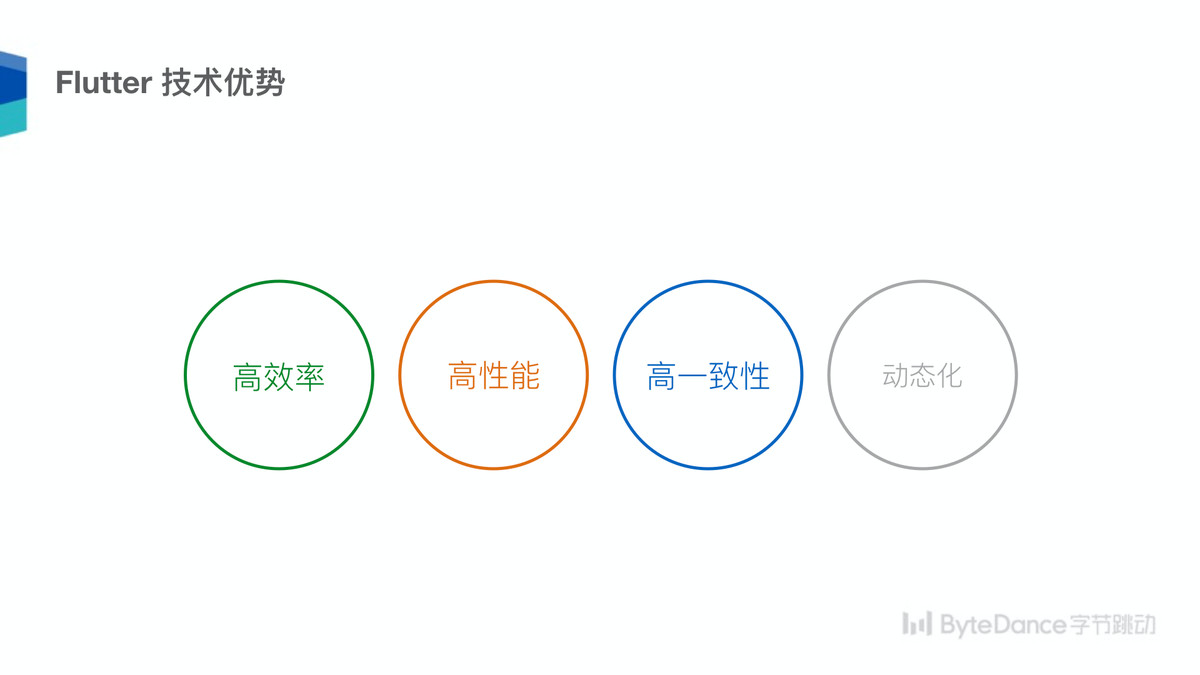 Flutter 技术优势
高效率
高性能
高一致性
动态化
ByteDance字节跳动